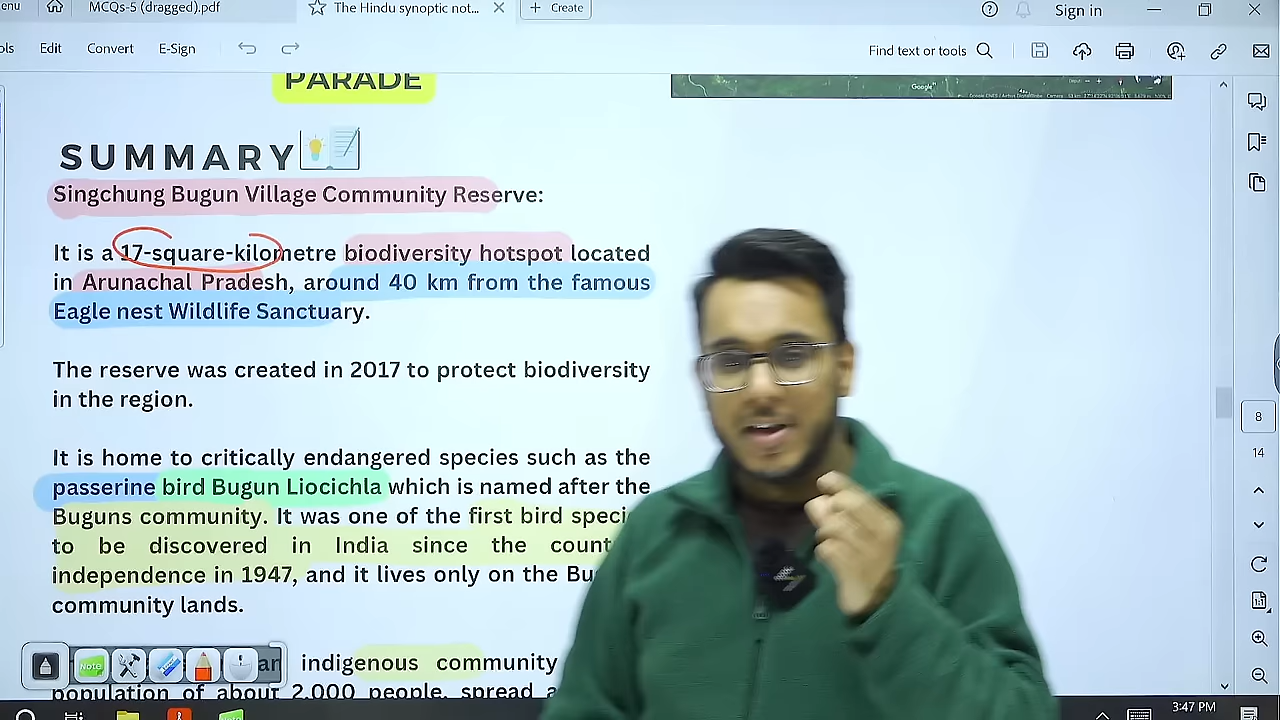 enu
MCQs-5 (dragged).pdf
The Hindu synoptic not...
Create
Sign in
ols
Edit
Convert
E-Sign
Find text or tools
PARADE
Google
SUMMARY
Singchung Bugun Village Community Reserve:
It is a 17-square-kilometre biodiversity hotspot located
in Arunachal Pradesh, around 40 km from the famous
Eagle nest Wildlife Sanctuary.
The reserve was created in 2017 to protect biodiversity
in the region.
It is home to critically endangered species such as the
passerine bird Bugun Liocichla which is named after the
Buguns community. It was one of the first bird speci
to be discovered in India since the count
independence in 1947, and it lives only on the Bu
community lands.
Note
an indigenous community
population of about 2,000 people, spread a
8
14
3:47 PM